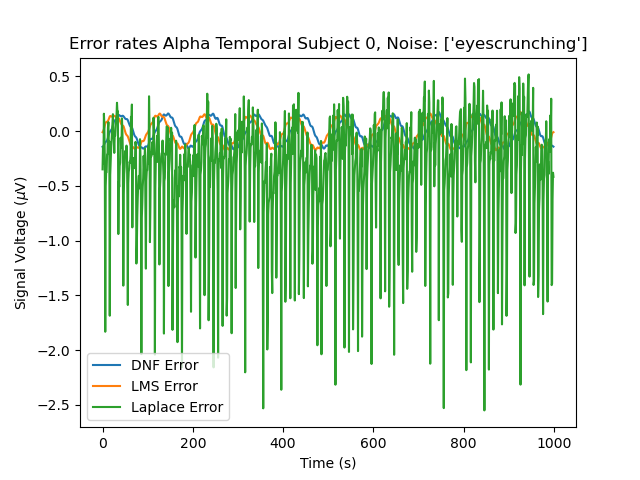 Error rates Alpha Temporal Subject 0, Noise: ['eyescrunching']
0.5
0.0
−0.5
−1.0
−1.5
−2.0
−2.5
Signal Voltage (μV)
DNF Error
LMS Error
Laplace Error
0 200 400 600 800 1000
Time (s)